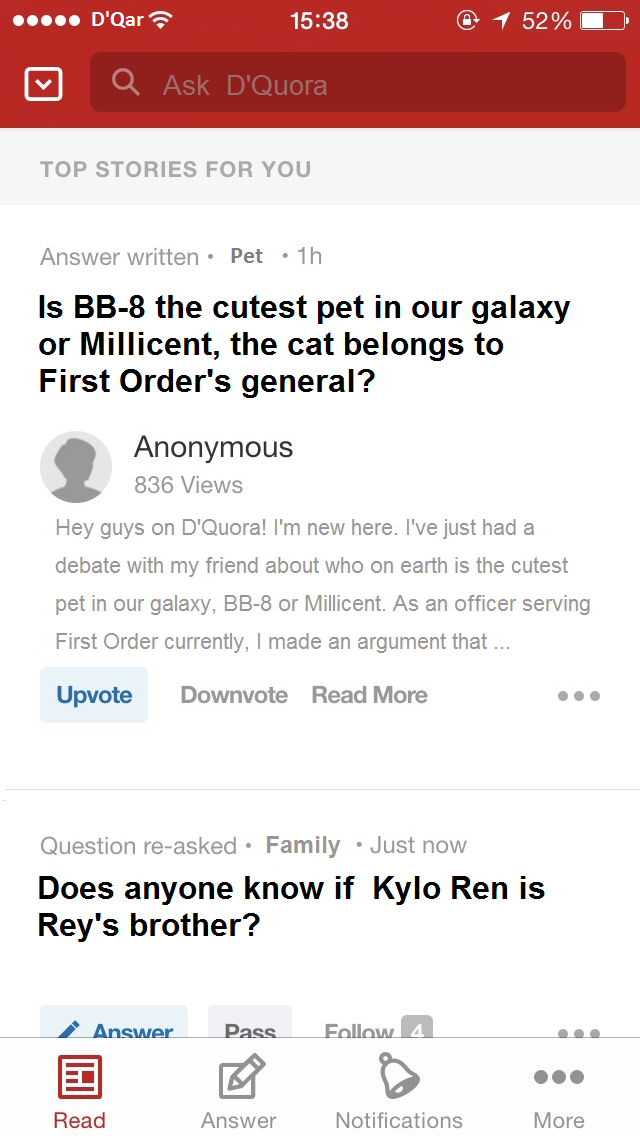 D'Qar 15:38 52%
Ask D'Quora
TOP STORIES FOR YOU
Answer written • Pet • 1h
Is BB-8 the cutest pet in our galaxy
or Millicent, the cat belongs to
First Order's general?
Anonymous
836 Views
Hey guys on D'Quora! I'm new here. I've just had a
debate with my friend about who on earth is the cutest
pet in our galaxy, BB-8 or Millicent. As an officer serving
First Order currently, I made an argument that ...
Upvote Downvote Read More
Question re-asked • Family • Just now
Does anyone know if Kylo Ren is
Rey's brother?
Answer Pass Follow 4
Read Answer Notifications More